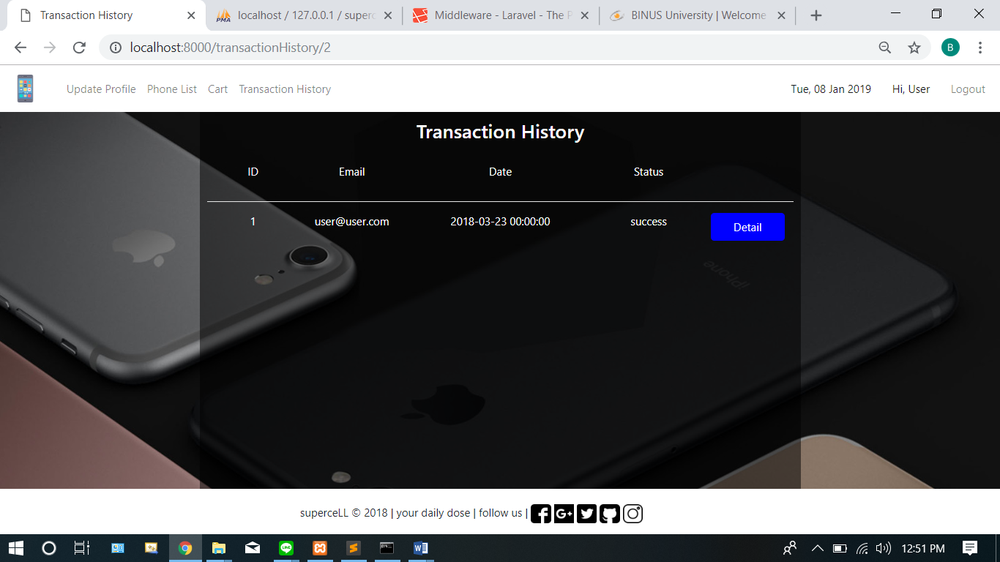 Transaction History
localhost / 127.0.0.1 / superc
Middleware - Laravel - The P
BINUS University | Welcome
localhost:8000/transactionHistory/2
B
Update Profile Phone List Cart Transaction History
Tue, 08 Jan 2019 Hi, User Logout
Transaction History
ID Email Date Status
1 user@user.com 2018-03-23 00:00:00 success Detail
iPhone
superceLL © 2018 | your daily dose | follow us |
12:51 PM